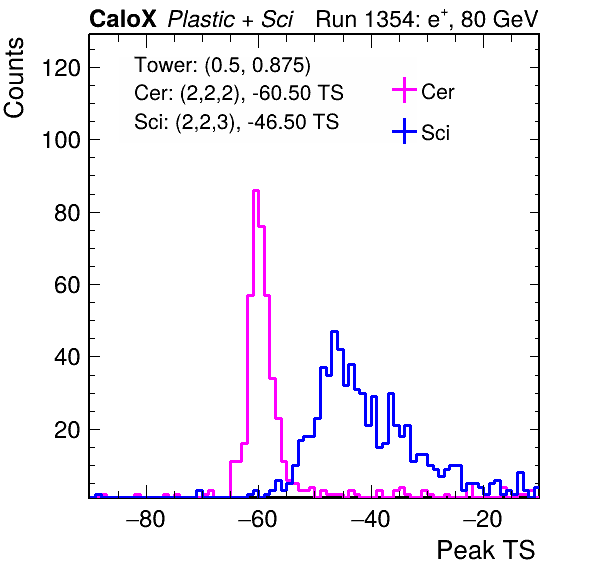 CaloX Plastic + Sci Run 1354: e⁺, 80 GeV
Counts
Tower: (0.5, 0.875)
Cer: (2,2,2), -60.50 TS
Sci: (2,2,3), -46.50 TS
Cer
Sci
120
100
80
60
40
20
−80 −60 −40 −20
Peak TS